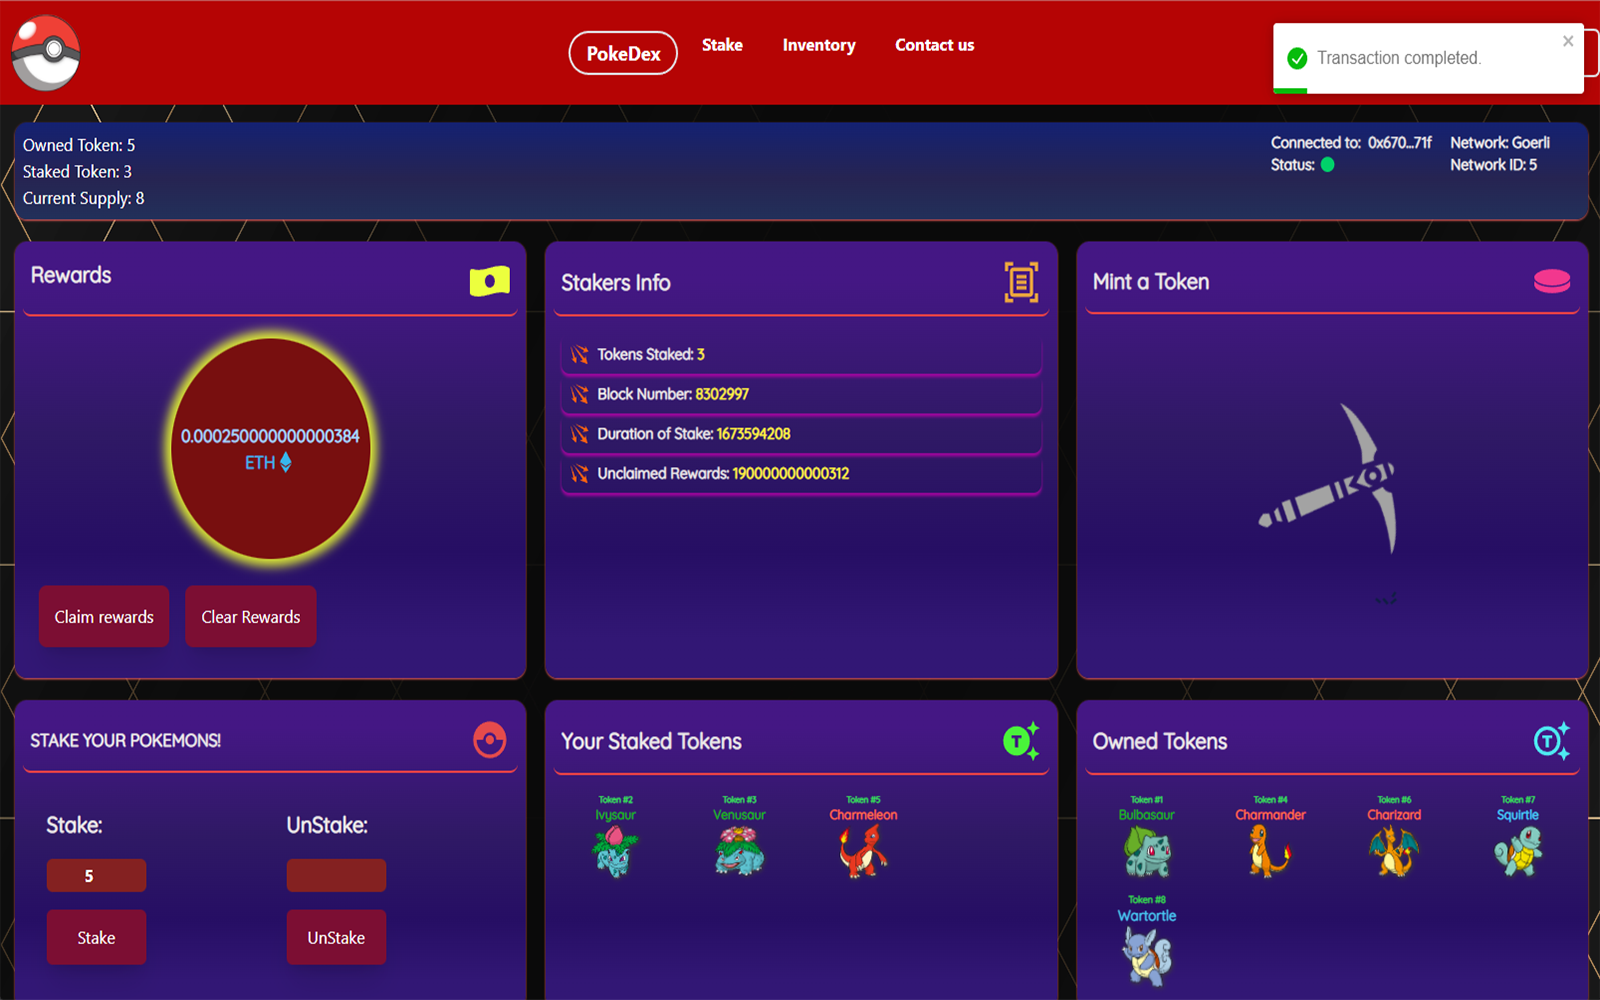 PokeDex
Stake
Inventory
Contact us
Transaction completed.
Owned Token: 5
Staked Token: 3
Current Supply: 8
Connected to: 0x670...71f
Status:
Network: Goerli
Network ID: 5
Rewards
0.000250000000000384
ETH
Claim rewards
Clear Rewards
Stakers Info
Tokens Staked: 3
Block Number: 8302997
Duration of Stake: 1673594208
Unclaimed Rewards: 190000000000312
Mint a Token
STAKE YOUR POKEMONS!
Stake:
5
Stake
UnStake:
UnStake
Your Staked Tokens
Token #2
Ivysaur
Token #3
Venusaur
Token #5
Charmeleon
Owned Tokens
Token #1
Bulbasaur
Token #4
Charmander
Token #6
Charizard
Token #7
Squirtle
Token #8
Wartortle